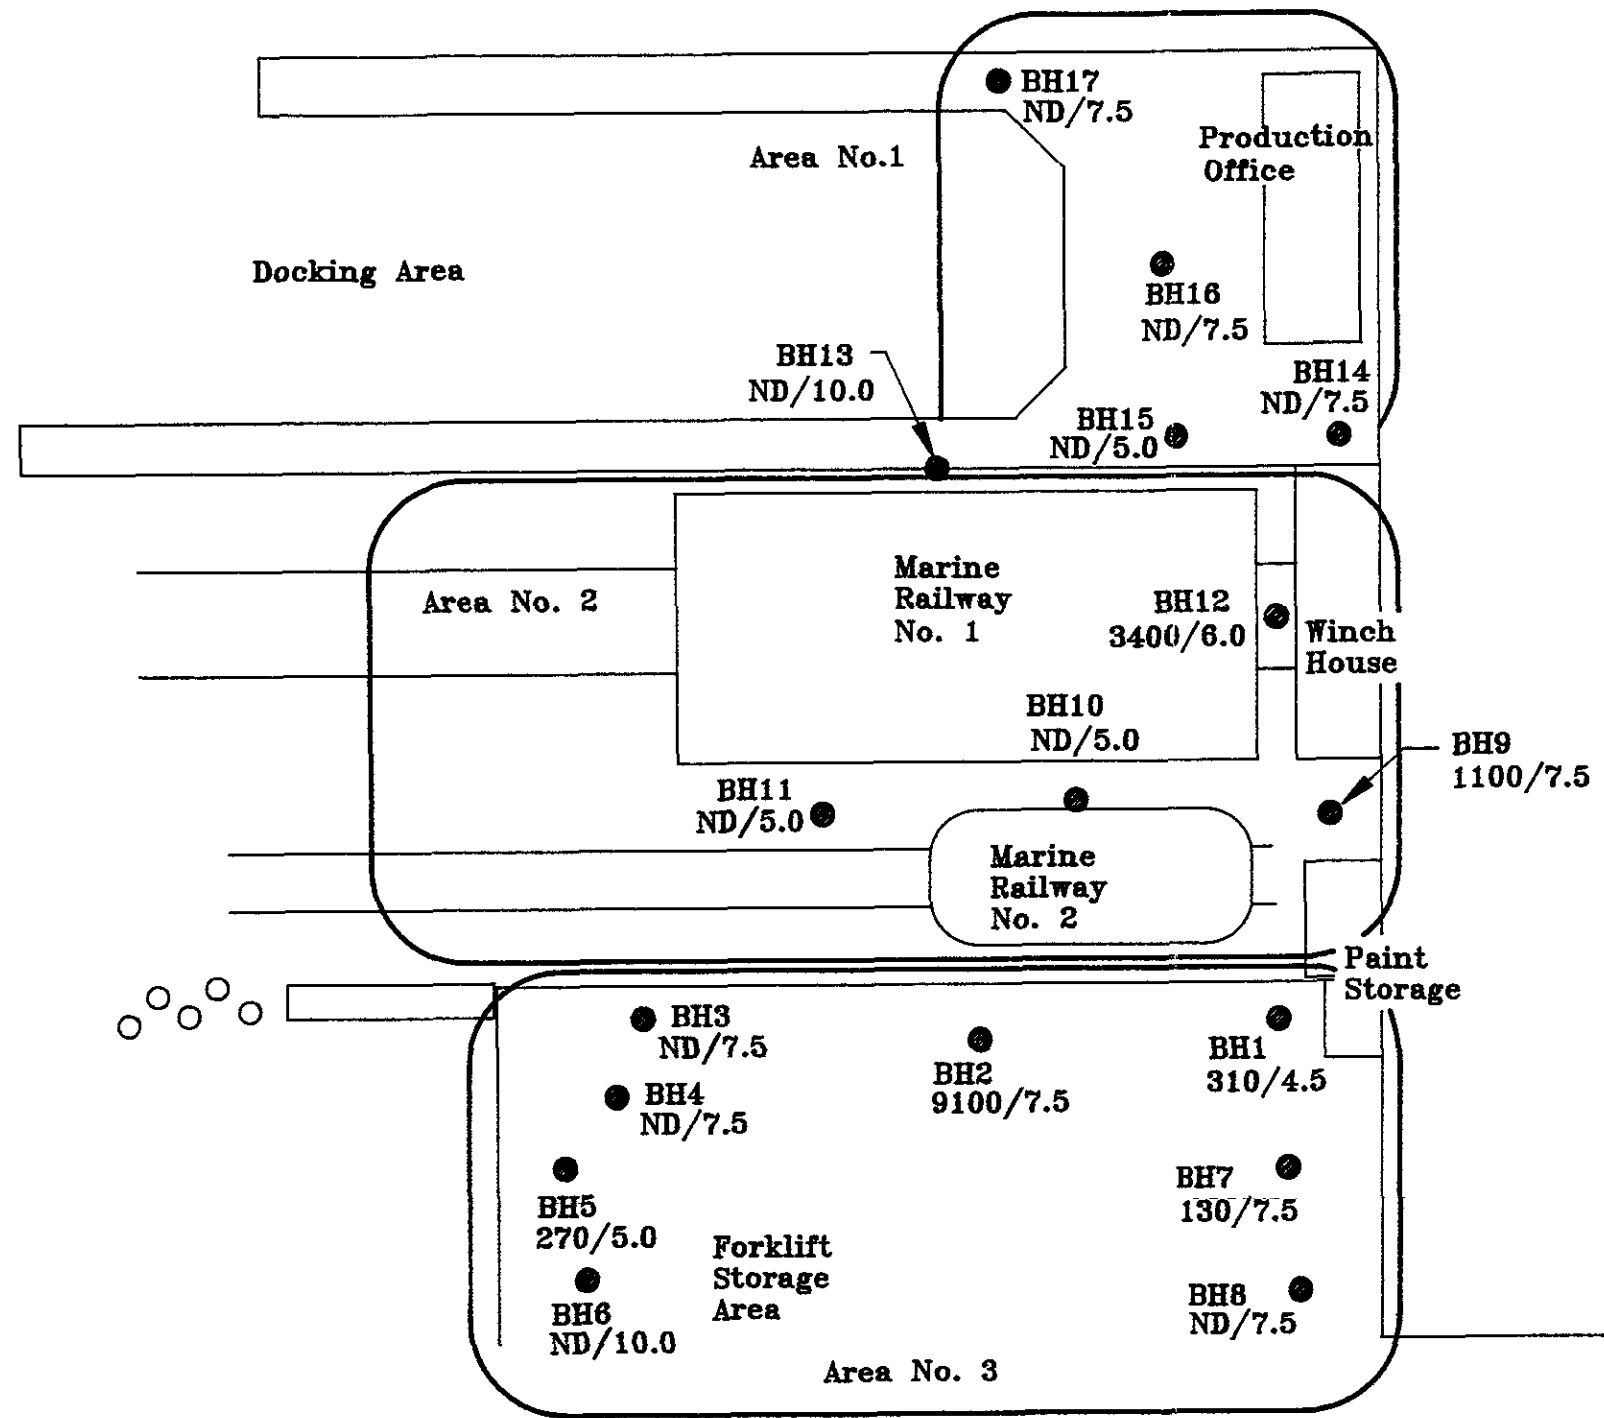 BH17
ND/7.5
Production
Office
Area No.1
Docking Area
BH16
ND/7.5
BH13
ND/10.0
BH14
ND/7.5
BH15
ND/5.0
Marine
Railway
No. 1
Area No. 2
BH12
3400/6.0
Winch
House
BH10
ND/5.0
BH9
1100/7.5
BH11
ND/5.0
Marine
Railway
No. 2
Paint
Storage
BH3
ND/7.5
BH2
9100/7.5
BH1
310/4.5
BH4
ND/7.5
BH5
270/5.0
BH7
130/7.5
Forklift
Storage
Area
BH6
ND/10.0
BH8
ND/7.5
Area No. 3